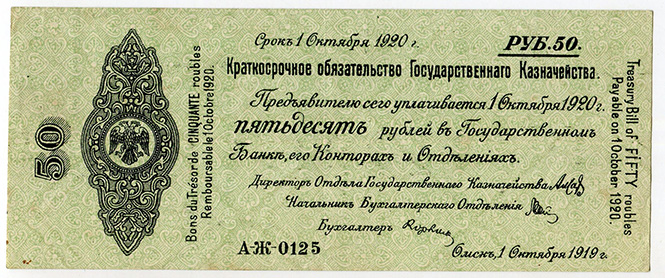 Срокъ 1 Октября 1920 г.
РУБ. 50.
Краткосрочное обязательство Государственнаго Казначейства.
Предъявителю сего уплачивается 1 Октября 1920 г.
пятьдесятъ рублей въ Государственномъ
Банкѣ, его Конторахъ и Отдѣленіяхъ.
Директоръ Отдѣла Государственнаго Казначейства
Начальникъ Бухгалтерскаго Отдѣленія
Бухгалтеръ
А-Ж-0125
Омскъ, 1 Октября 1919 г.
50
Bons du Trésor de CINQUANTE roubles
Remboursable le 1 Octobre 1920.
Treasury Bill of FIFTY roubles
Payable on 1 October 1920.